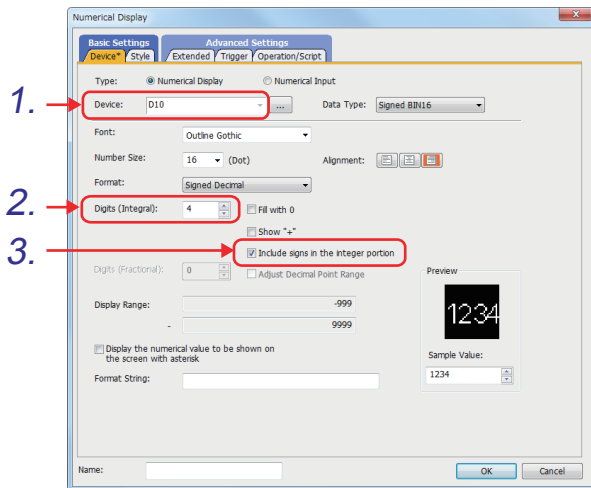 Numerical Display
Basic Settings Advanced Settings
Device* Style Extended Trigger Operation/Script
Type: Numerical Display Numerical Input
1. Device: D10 ... Data Type: Signed BIN16
Font: Outline Gothic
Number Size: 16 (Dot) Alignment:
Format: Signed Decimal
2. Digits (Integral): 4 Fill with 0
Show "+"
3. Include signs in the integer portion
Digits (Fractional): 0 Adjust Decimal Point Range
Preview
1234
Display Range: -999
- 9999
Display the numerical value to be shown on
the screen with asterisk
Sample Value:
1234
Format String:
Name: OK Cancel